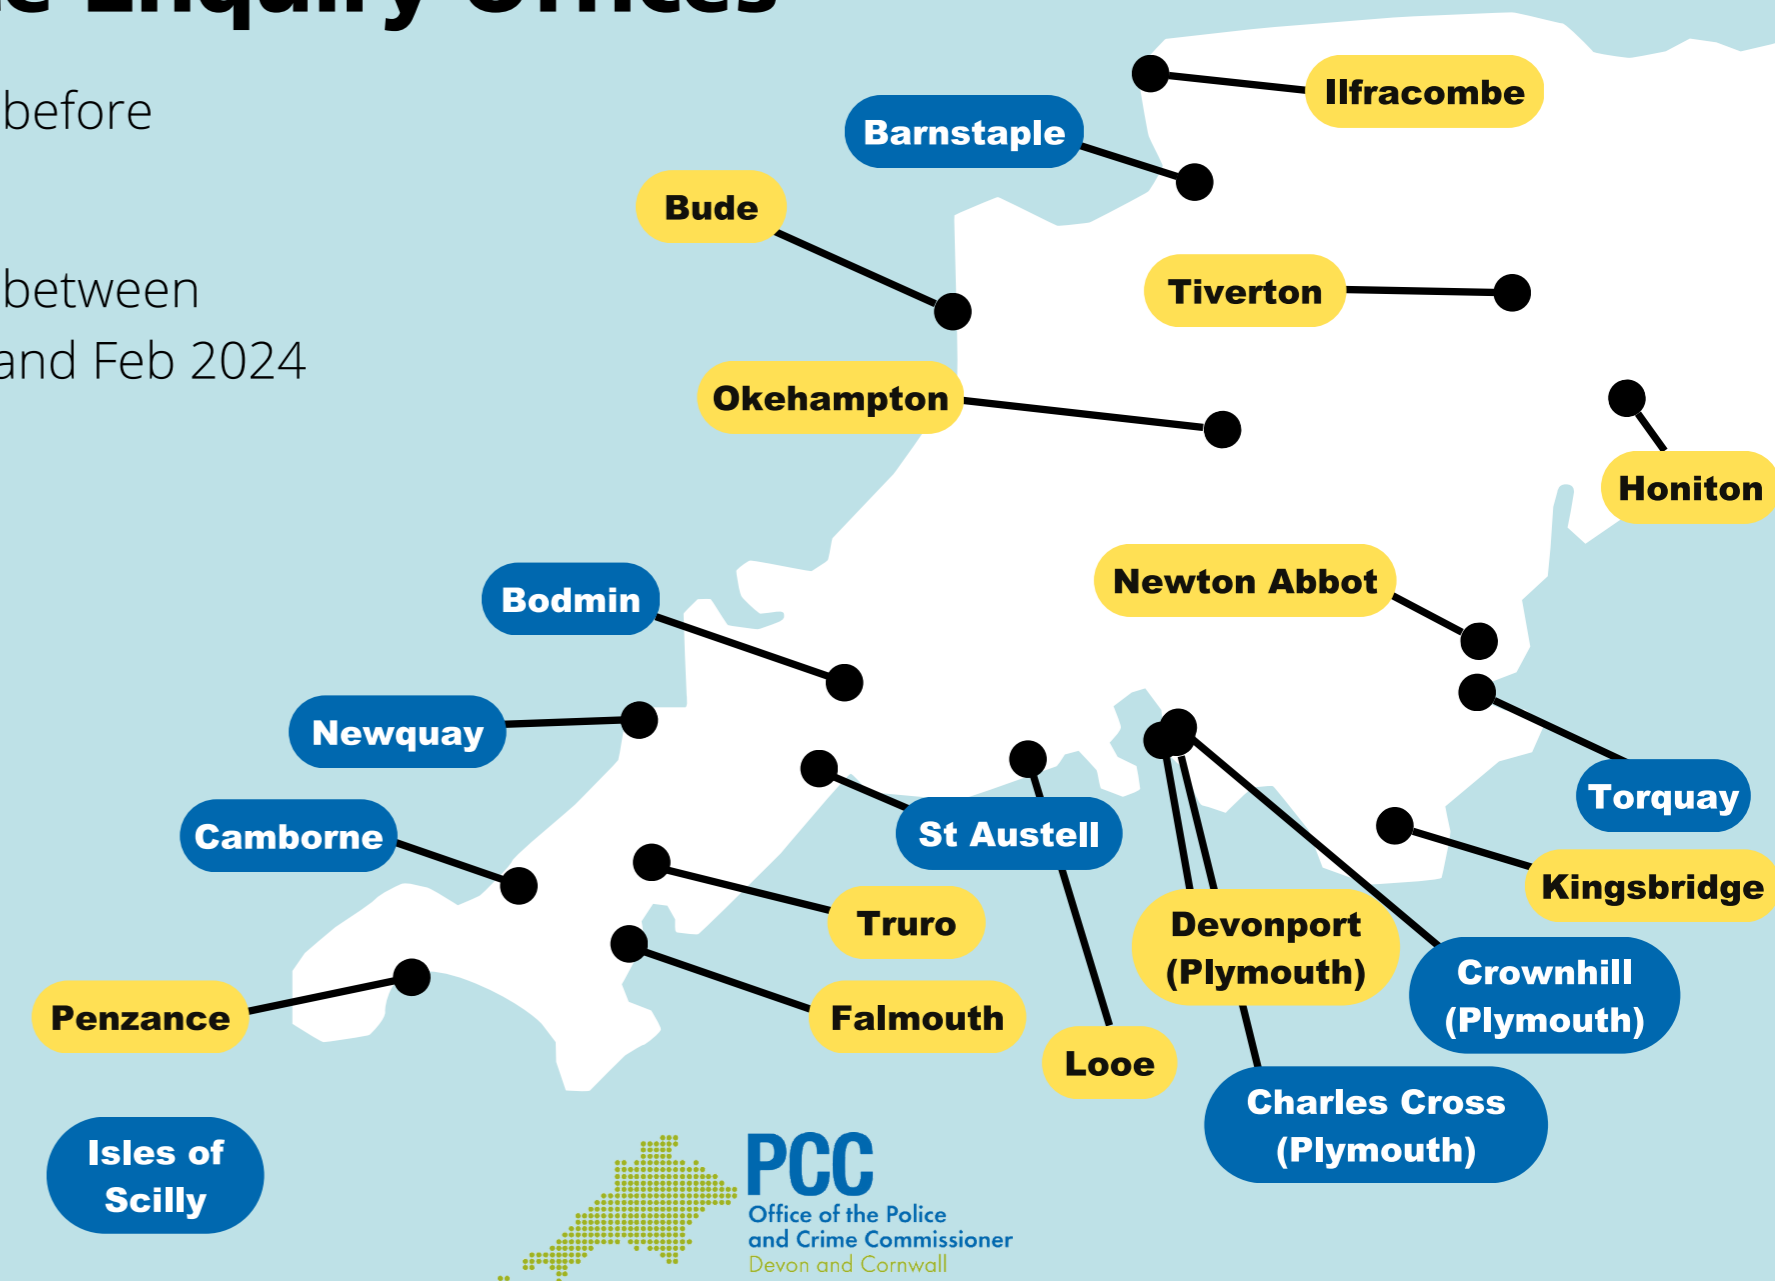 Enquiry Offices
before
between
and Feb 2024
Ilfracombe
Barnstaple
Bude
Tiverton
Okehampton
Honiton
Newton Abbot
Bodmin
Newquay
Torquay
Camborne
St Austell
Kingsbridge
Truro
Devonport
(Plymouth)
Crownhill
(Plymouth)
Penzance
Falmouth
Looe
Charles Cross
(Plymouth)
Isles of
Scilly
PCC
Office of the Police
and Crime Commissioner
Devon and Cornwall